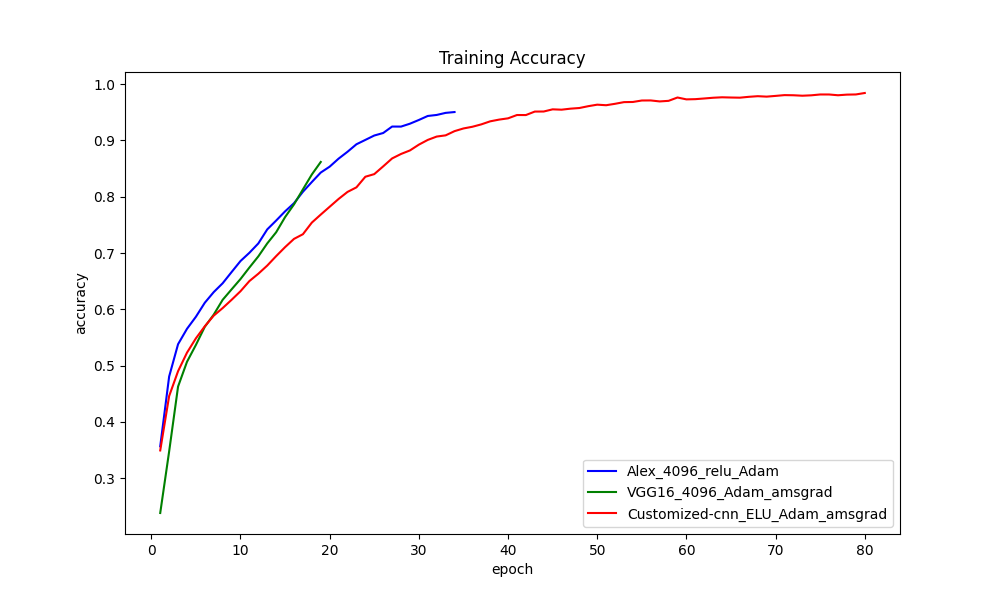 Training Accuracy
1.0
0.9
0.8
0.7
0.6
0.5
0.4
0.3
accuracy
0 10 20 30 40 50 60 70 80
epoch
Alex_4096_relu_Adam
VGG16_4096_Adam_amsgrad
Customized-cnn_ELU_Adam_amsgrad